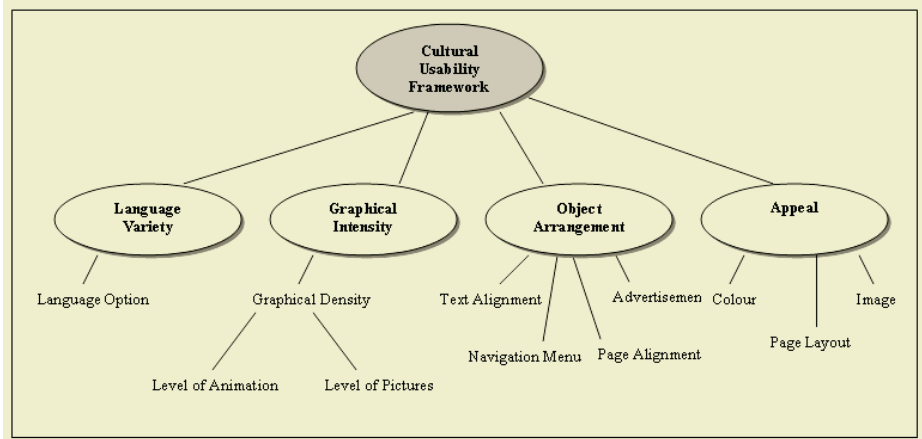 Cultural
Usability
Framework
Language
Variety
Graphical
Intensity
Object
Arrangement
Appeal
Language Option
Graphical Density
Text Alignment
Advertisemen
Colour
Image
Navigation Menu
Page Alignment
Page Layout
Level of Animation
Level of Pictures